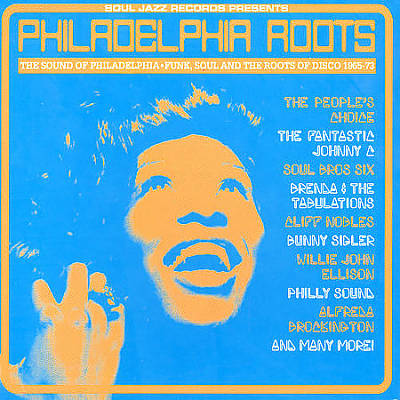 SOUL JAZZ RECORDS PRESENTS
PHILADELPHIA ROOTS
THE SOUND OF PHILADELPHIA•FUNK, SOUL AND THE ROOTS OF DISCO 1965-73
THE PEOPLE'S
CHOICE
THE FANTASTIC
JOHNNY C
SOUL BROS SIX
BRENDA & THE
TABULATIONS
CLIFF NOBLES
BUNNY SIGLER
WILLIE JOHN
ELLISON
PHILLY SOUND
ALFREDA
BROCKINGTON
AND MANY MORE!